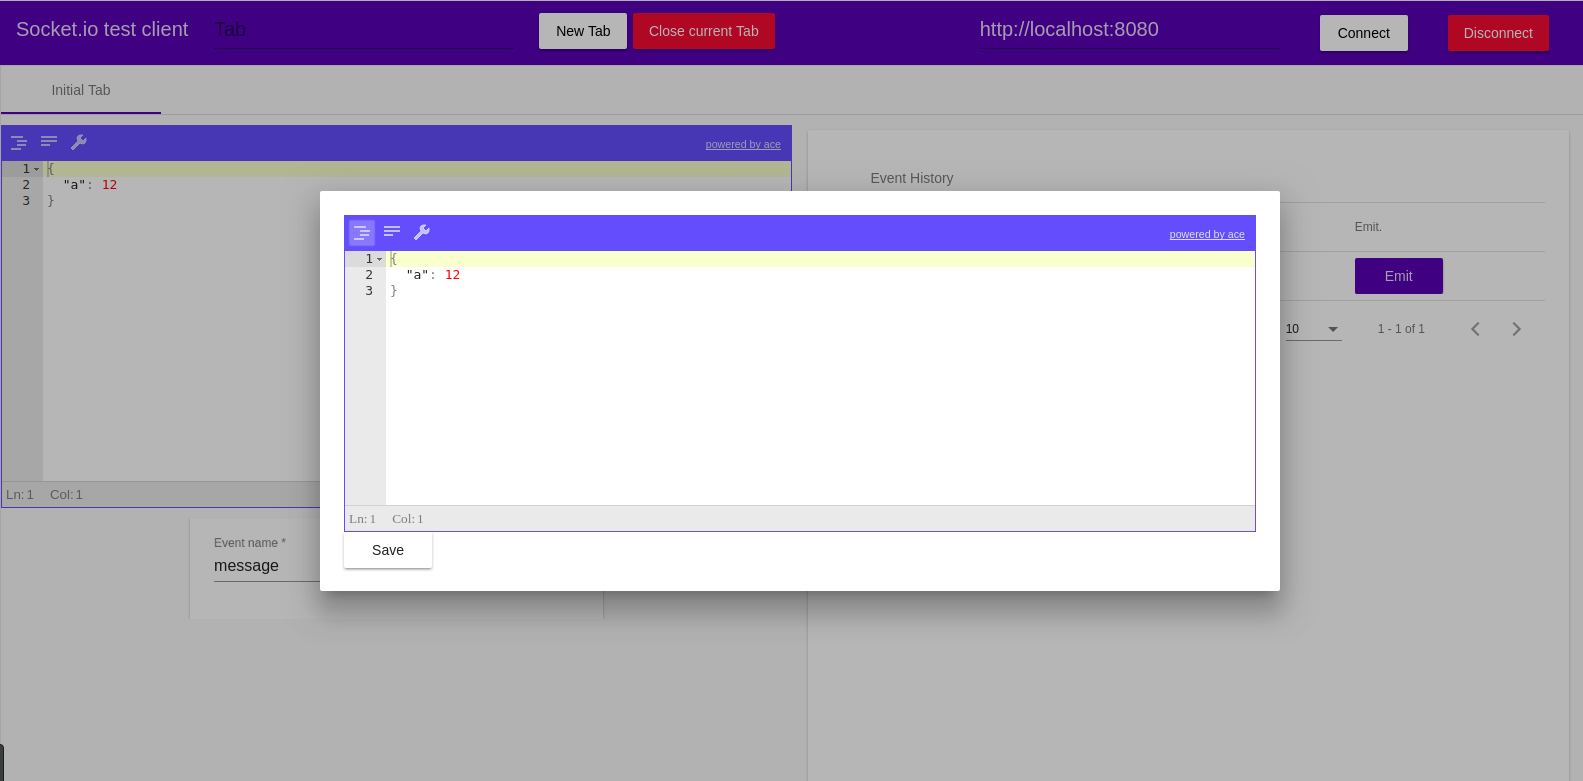 Socket.io test client Tab New Tab Close current Tab http://localhost:8080 Connect Disconnect
Initial Tab
powered by ace
1 {
2 "a": 12
3 }
Ln: 1 Col: 1
Event name *
message
Event History
Emit.
Emit
10 1 - 1 of 1
powered by ace
1 {
2 "a": 12
3 }
Ln: 1 Col: 1
Save